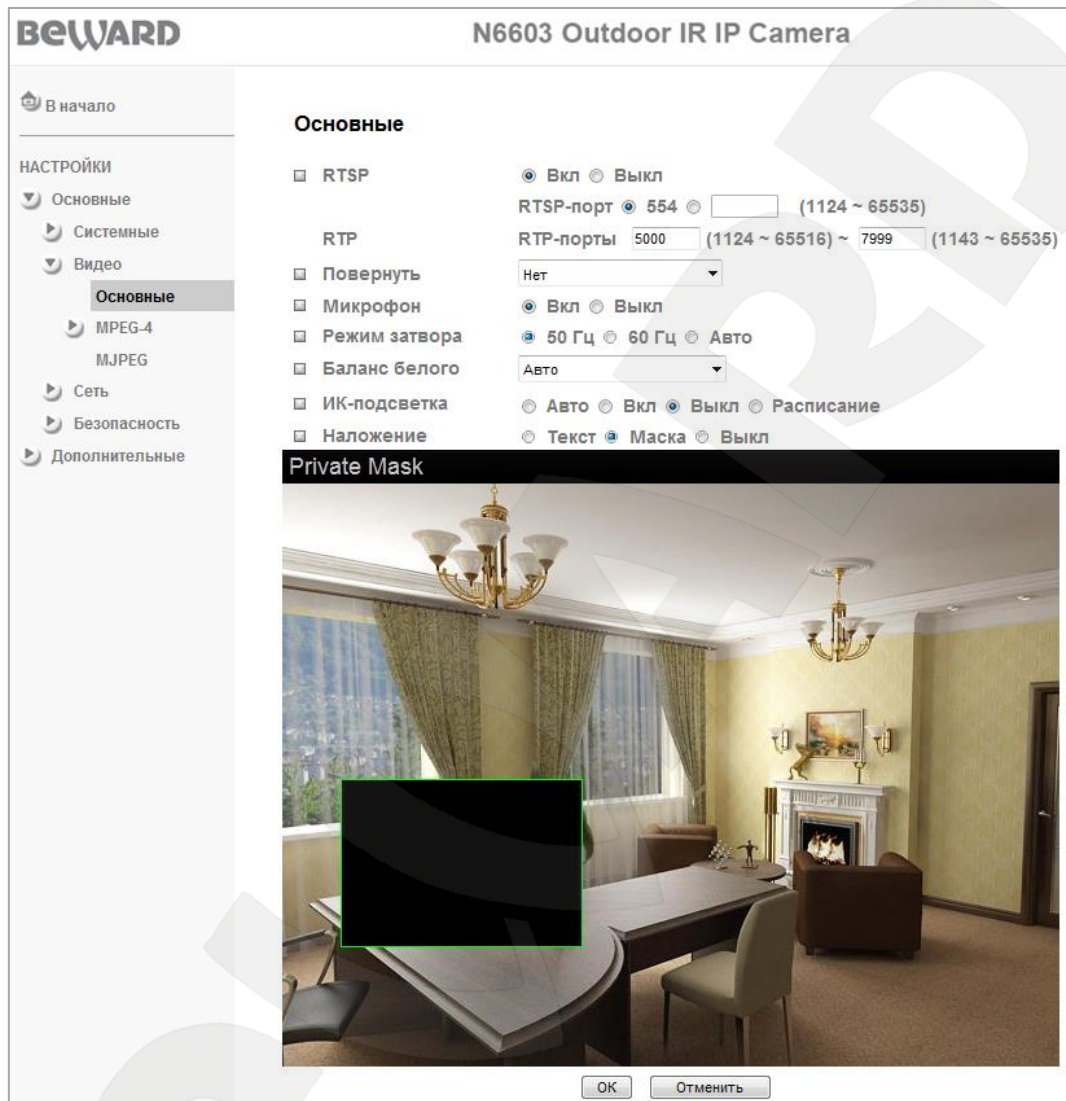 BEWARD
N6603 Outdoor IR IP Camera
В начало
НАСТРОЙКИ
Основные
Системные
Видео
Основные
MPEG-4
MJPEG
Сеть
Безопасность
Дополнительные
Основные
RTSP Вкл Выкл
RTSP-порт 554 (1124 ~ 65535)
RTP RTP-порты 5000 (1124 ~ 65516) ~ 7999 (1143 ~ 65535)
Повернуть Нет
Микрофон Вкл Выкл
Режим затвора 50 Гц 60 Гц Авто
Баланс белого Авто
ИК-подсветка Авто Вкл Выкл Расписание
Наложение Текст Маска Выкл
Private Mask
OK Отменить